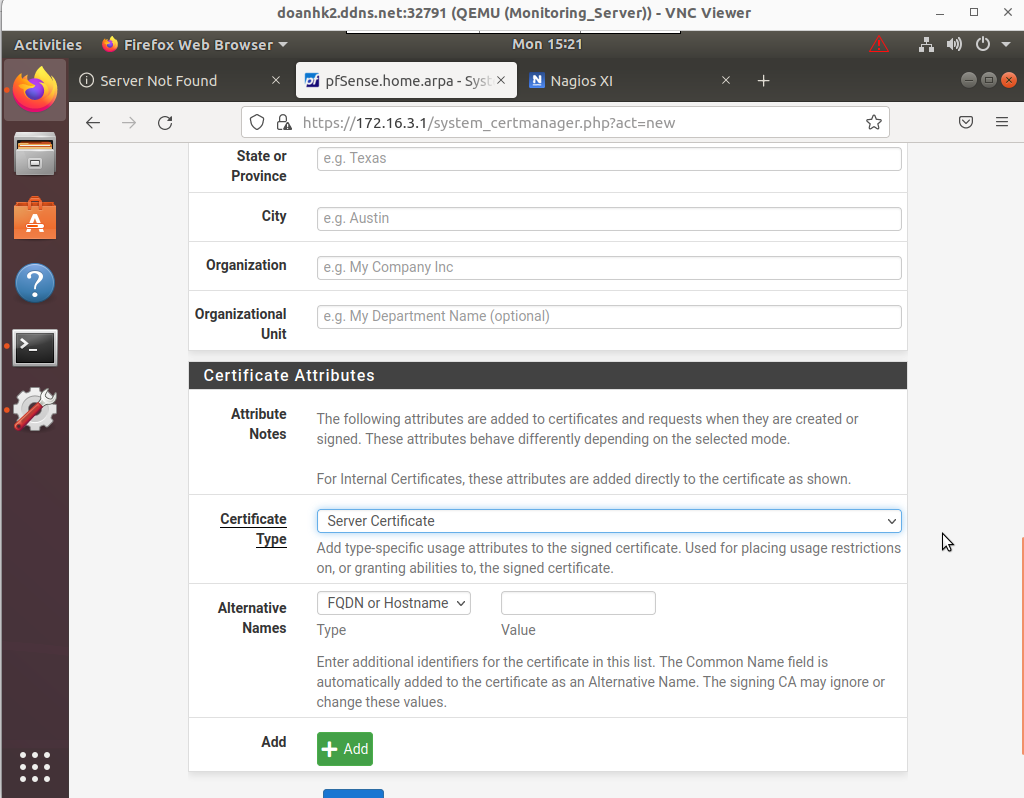 doanhk2.ddns.net:32791 (QEMU (Monitoring_Server)) - VNC Viewer
Activities
Firefox Web Browser
Mon 15:21
Server Not Found
pfSense.home.arpa - Syst
Nagios XI
https://172.16.3.1/system_certmanager.php?act=new
State or
Province
e.g. Texas
City
e.g. Austin
Organization
e.g. My Company Inc
Organizational
Unit
e.g. My Department Name (optional)
Certificate Attributes
Attribute
Notes
The following attributes are added to certificates and requests when they are created or
signed. These attributes behave differently depending on the selected mode.
For Internal Certificates, these attributes are added directly to the certificate as shown.
Certificate
Type
Server Certificate
Add type-specific usage attributes to the signed certificate. Used for placing usage restrictions
on, or granting abilities to, the signed certificate.
Alternative
Names
FQDN or Hostname
Type
Value
Enter additional identifiers for the certificate in this list. The Common Name field is
automatically added to the certificate as an Alternative Name. The signing CA may ignore or
change these values.
Add
Add